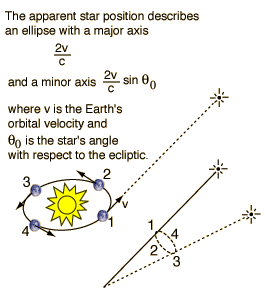 The apparent star position describes
an ellipse with a major axis
2v
c
and a minor axis 2v/c sin θ₀
where v is the Earth's
orbital velocity and
θ₀ is the star's angle
with respect to the ecliptic.
3
2
v
4
1
1
4
2
3